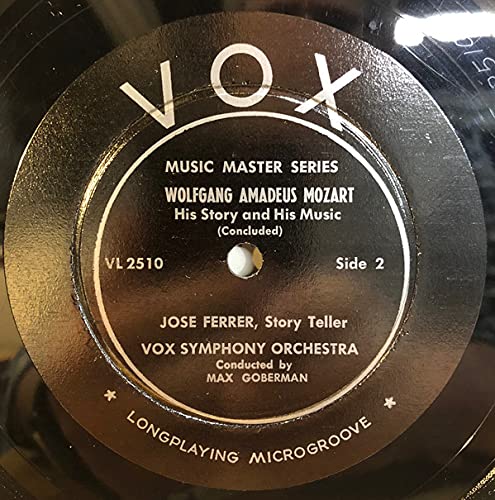 VOX
MUSIC MASTER SERIES
WOLFGANG AMADEUS MOZART
His Story and His Music
(Concluded)
VL 2510
Side 2
JOSE FERRER, Story Teller
VOX SYMPHONY ORCHESTRA
Conducted by
MAX GOBERMAN
★ LONGPLAYING MICROGROOVE ★